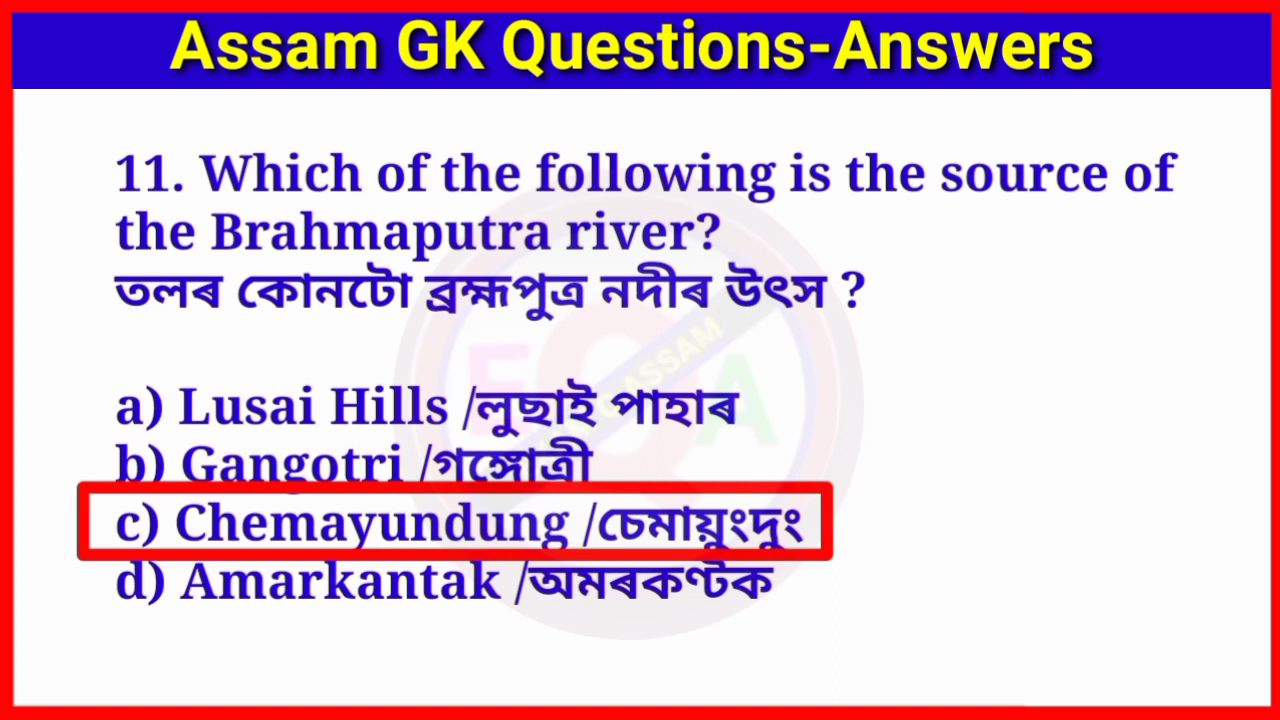 Assam GK Questions-Answers
11. Which of the following is the source of
the Brahmaputra river?
তলৰ কোনটো ব্ৰহ্মপুত্ৰ নদীৰ উৎস ?
a) Lusai Hills /লুছাই পাহাৰ
b) Gangotri /গঙ্গোত্ৰী
c) Chemayundung /চেমায়ুংদুং
d) Amarkantak /অমৰকণ্টক